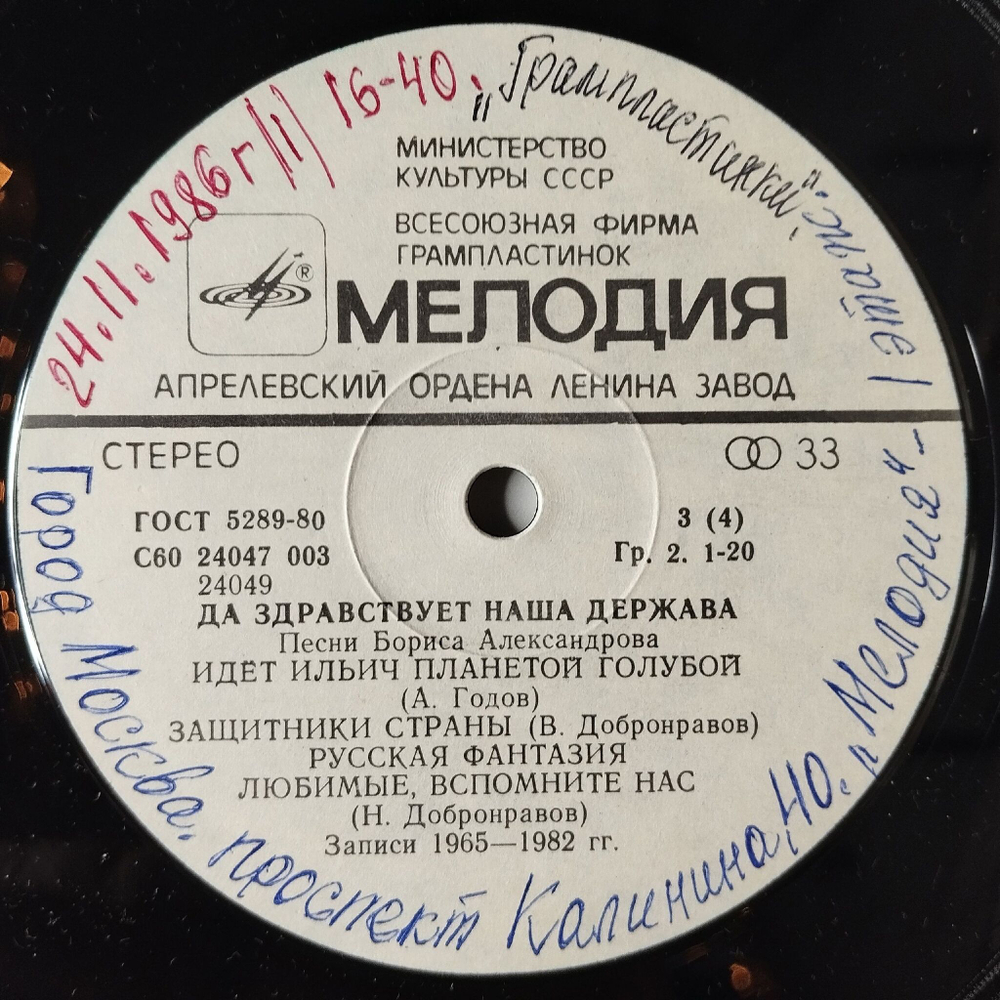 24.11.1986г (1) 16-40.
"Грампластинки".
1 этаж
МИНИСТЕРСТВО
КУЛЬТУРЫ СССР
ВСЕСОЮЗНАЯ ФИРМА
ГРАМПЛАСТИНОК
®
МЕЛОДИЯ
АПРЕЛЕВСКИЙ ОРДЕНА ЛЕНИНА ЗАВОД
СТЕРЕО
33
ГОСТ 5289-80
3 (4)
С60 24047 003
Гр. 2. 1-20
24049
ДА ЗДРАВСТВУЕТ НАША ДЕРЖАВА
Песни Бориса Александрова
ИДЕТ ИЛЬИЧ ПЛАНЕТОЙ ГОЛУБОЙ
(А. Годов)
ЗАЩИТНИКИ СТРАНЫ (В. Добронравов)
РУССКАЯ ФАНТАЗИЯ
ЛЮБИМЫЕ, ВСПОМНИТЕ НАС
(Н. Добронравов)
Записи 1965—1982 гг.
Город Москва. проспект Калинина, 40. „Мелодия“-